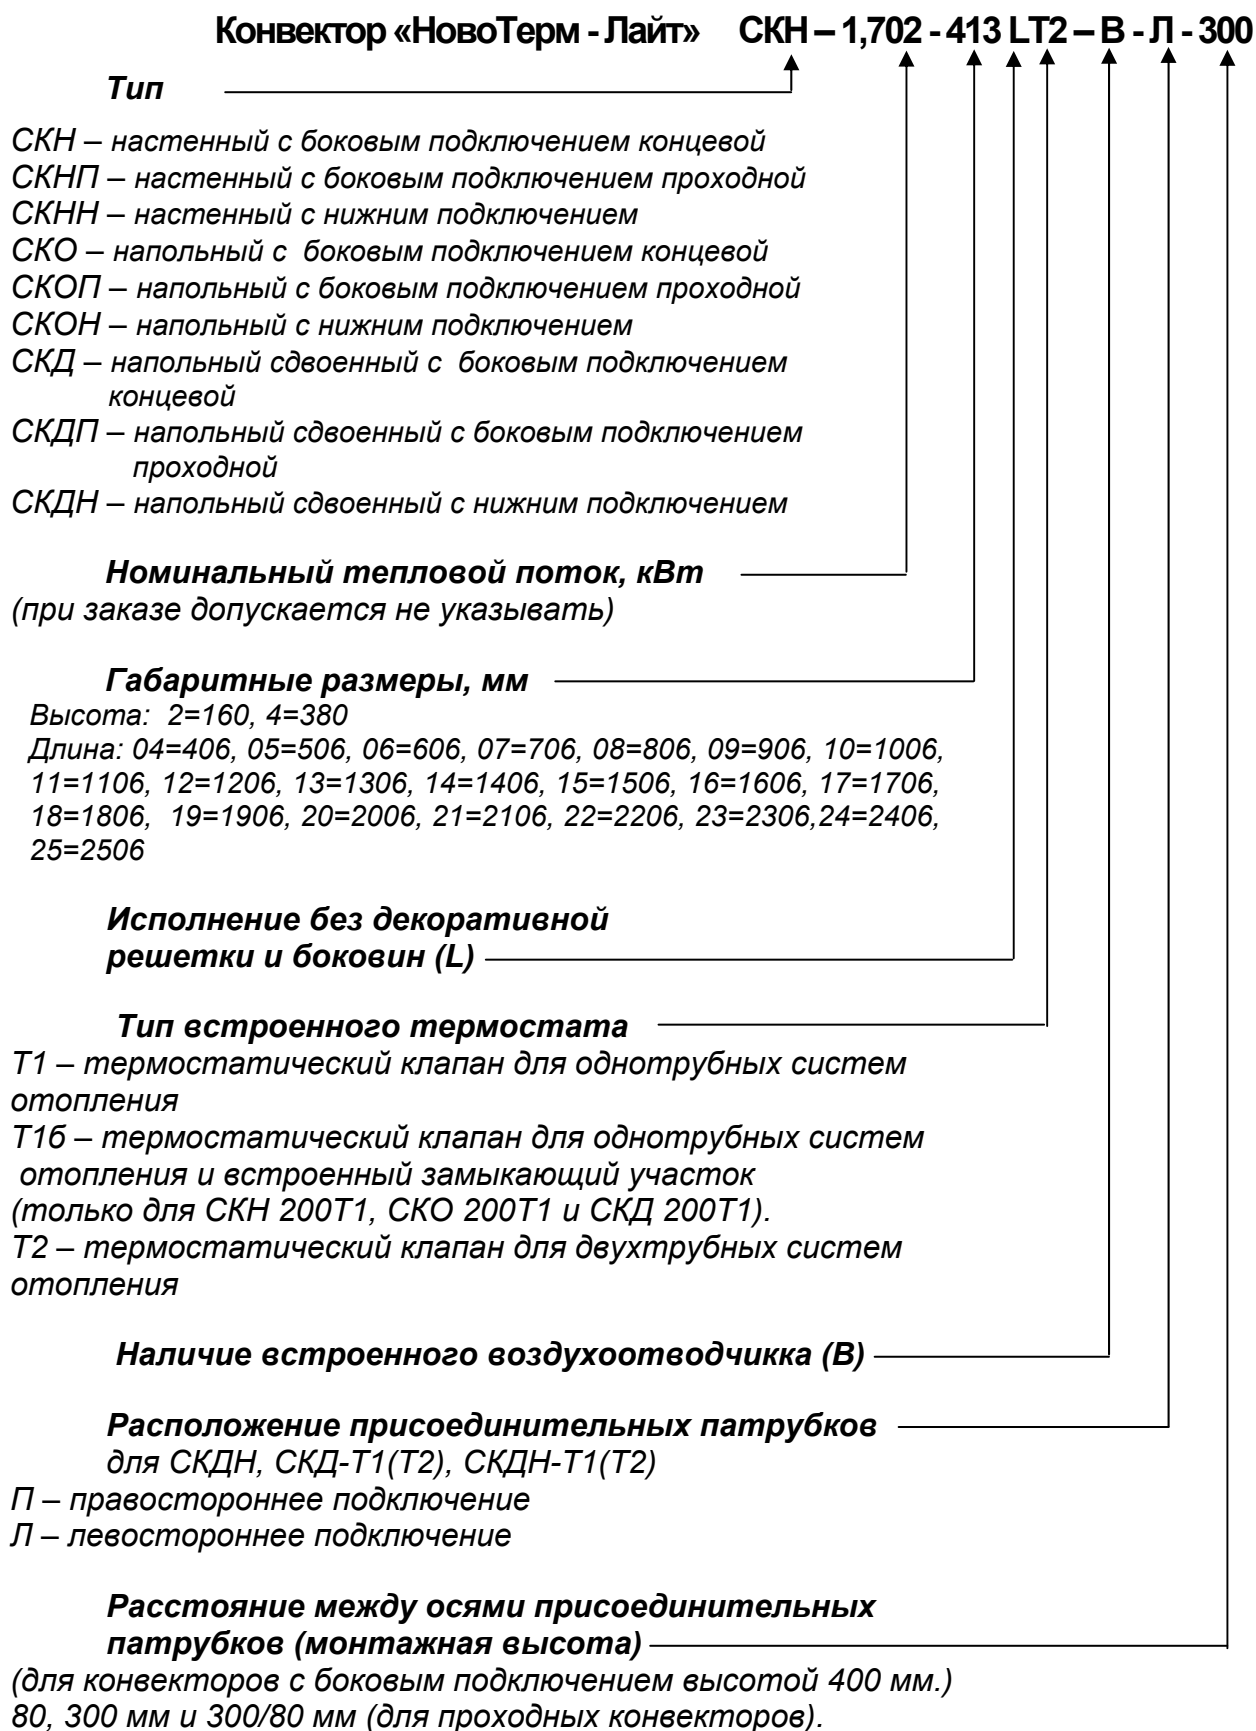 Конвектор «НовоТерм - Лайт» СКН – 1,702 - 413 LT2 – В - Л - 300
Тип
СКН – настенный с боковым подключением концевой
СКНП – настенный с боковым подключением проходной
СКНН – настенный с нижним подключением
СКО – напольный с боковым подключением концевой
СКОП – напольный с боковым подключением проходной
СКОН – напольный с нижним подключением
СКД – напольный сдвоенный с боковым подключением
концевой
СКДП – напольный сдвоенный с боковым подключением
проходной
СКДН – напольный сдвоенный с нижним подключением
Номинальный тепловой поток, кВт
(при заказе допускается не указывать)
Габаритные размеры, мм
Высота: 2=160, 4=380
Длина: 04=406, 05=506, 06=606, 07=706, 08=806, 09=906, 10=1006,
11=1106, 12=1206, 13=1306, 14=1406, 15=1506, 16=1606, 17=1706,
18=1806, 19=1906, 20=2006, 21=2106, 22=2206, 23=2306,24=2406,
25=2506
Исполнение без декоративной
решетки и боковин (L)
Тип встроенного термостата
Т1 – термостатический клапан для однотрубных систем
отопления
Т1б – термостатический клапан для однотрубных систем
отопления и встроенный замыкающий участок
(только для СКН 200Т1, СКО 200Т1 и СКД 200Т1).
Т2 – термостатический клапан для двухтрубных систем
отопления
Наличие встроенного воздухоотводчикка (В)
Расположение присоединительных патрубков
для СКДН, СКД-Т1(Т2), СКДН-Т1(Т2)
П – правостороннее подключение
Л – левостороннее подключение
Расстояние между осями присоединительных
патрубков (монтажная высота)
(для конвекторов с боковым подключением высотой 400 мм.)
80, 300 мм и 300/80 мм (для проходных конвекторов).